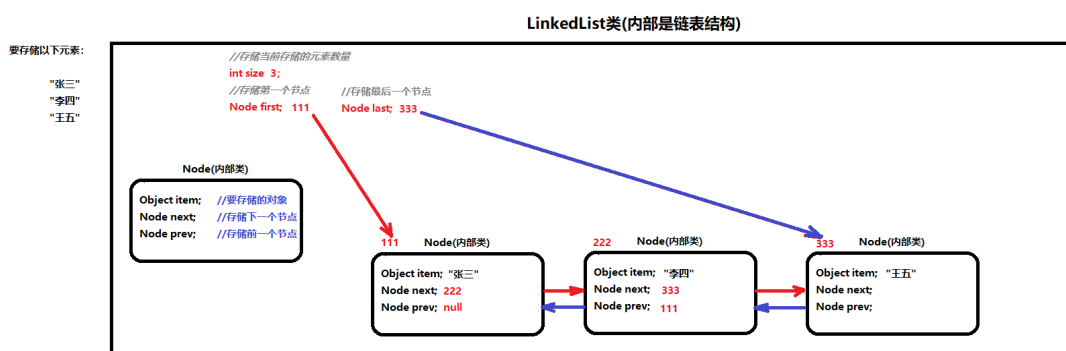 LinkedList类(内部是链表结构)
要存储以下元素:
"张三"
"李四"
"王五"
//存储当前存储的元素数量
int size 3;
//存储第一个节点 //存储最后一个节点
Node first; 111 Node last; 333
Node(内部类)
Object item; //要存储的对象
Node next; //存储下一个节点
Node prev; //存储前一个节点
111 Node(内部类)
Object item; "张三"
Node next; 222
Node prev; null
222 Node(内部类)
Object item; "李四"
Node next; 333
Node prev; 111
333 Node(内部类)
Object item; "王五"
Node next;
Node prev;